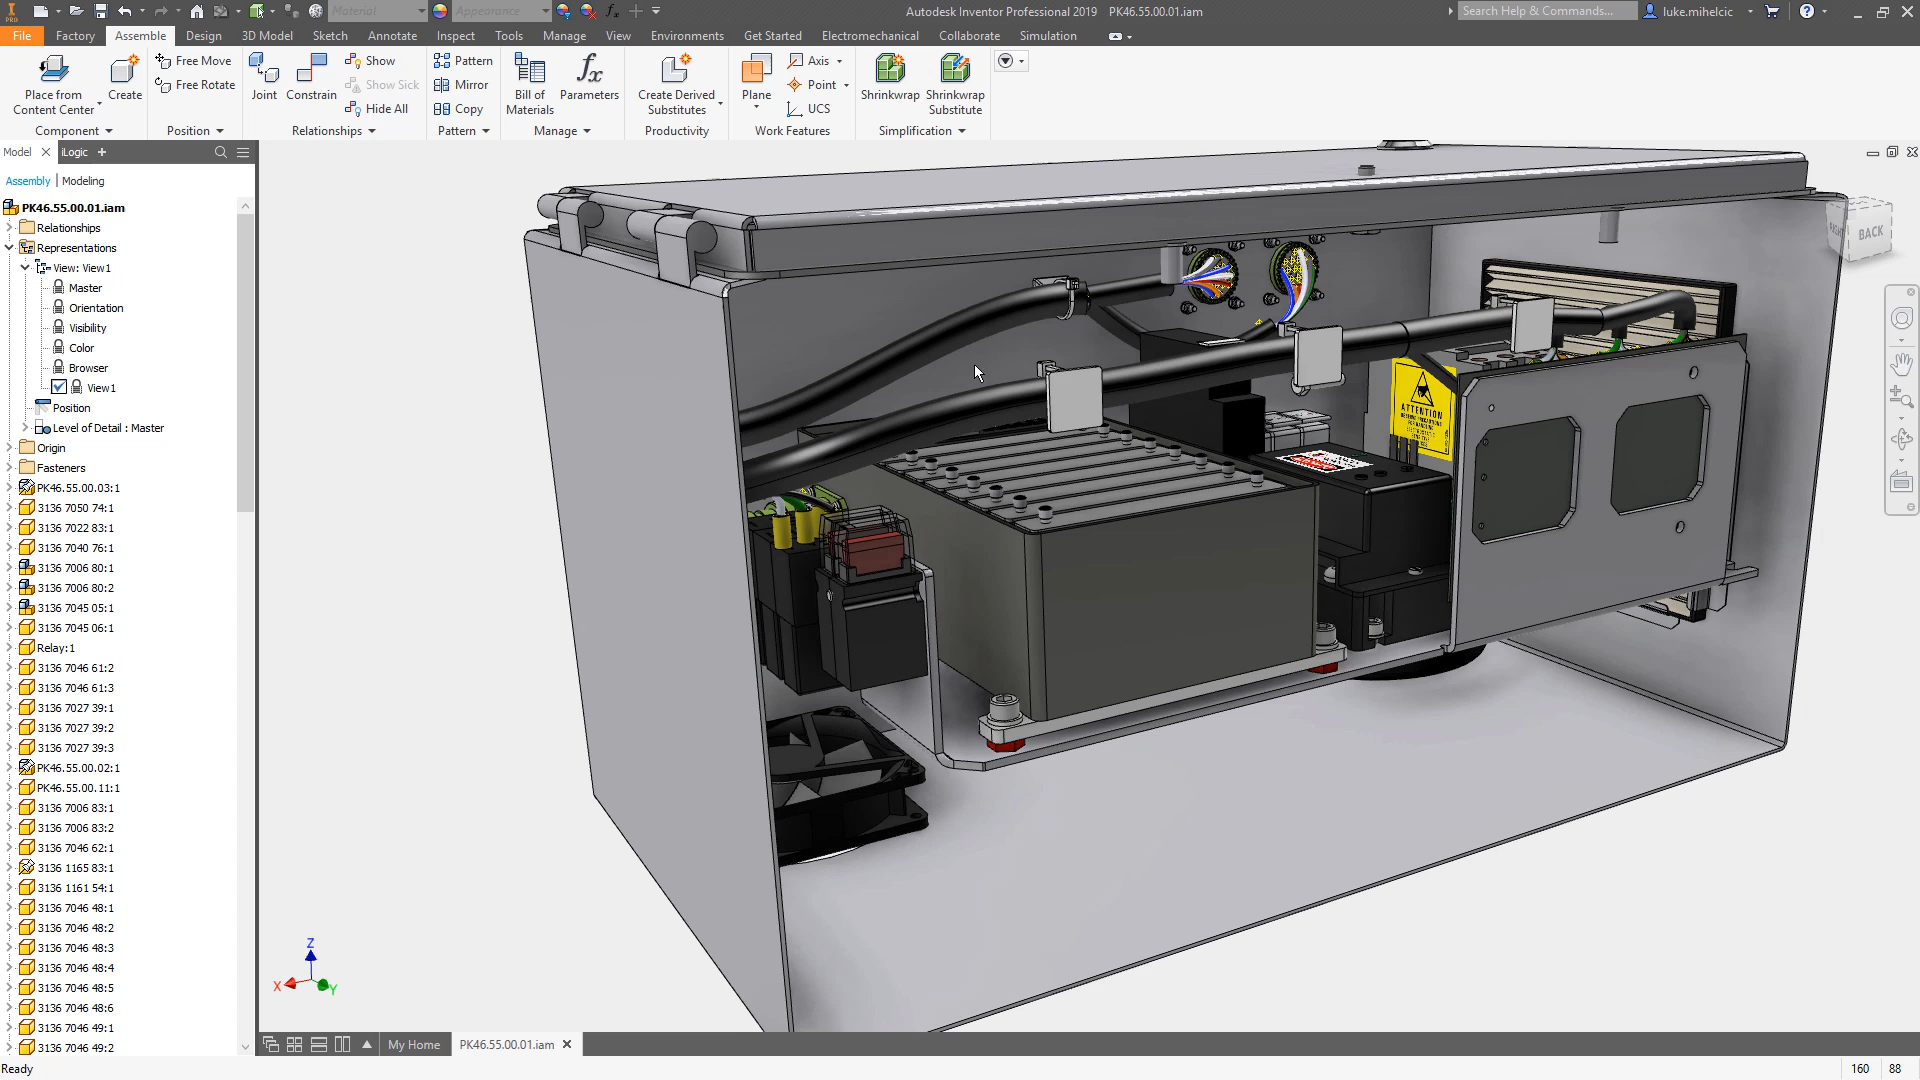 PRO
Material
Appearance
Autodesk Inventor Professional 2019 PK46.55.00.01.iam
Search Help & Commands...
luke.mihelcic
File Factory Assemble Design 3D Model Sketch Annotate Inspect Tools Manage View Environments Get Started Electromechanical Collaborate Simulation
Place from Content Center
Create
Free Move
Free Rotate
Joint
Constrain
Show
Show Sick
Hide All
Pattern
Mirror
Copy
Bill of Materials
Parameters
Create Derived Substitutes
Plane
Axis
Point
UCS
Shrinkwrap
Shrinkwrap Substitute
Component Position Relationships Pattern Manage Productivity Work Features Simplification
Model iLogic
Assembly | Modeling
PK46.55.00.01.iam
Relationships
Representations
View: View1
Master
Orientation
Visibility
Color
Browser
View1
Position
Level of Detail : Master
Origin
Fasteners
PK46.55.00.03:1
3136 7050 74:1
3136 7022 83:1
3136 7040 76:1
3136 7006 80:1
3136 7006 80:2
3136 7045 05:1
3136 7045 06:1
Relay:1
3136 7046 61:2
3136 7046 61:3
3136 7027 39:1
3136 7027 39:2
3136 7027 39:3
PK46.55.00.02:1
PK46.55.00.11:1
3136 7006 83:1
3136 7006 83:2
3136 7046 62:1
3136 1165 83:1
3136 1161 54:1
3136 7046 48:1
3136 7046 48:2
3136 7046 48:3
3136 7046 48:4
3136 7046 48:5
3136 7046 48:6
3136 7046 49:1
3136 7046 49:2
BACK
ATTENTION
Z
X
Y
My Home PK46.55.00.01.iam
Ready
160 88